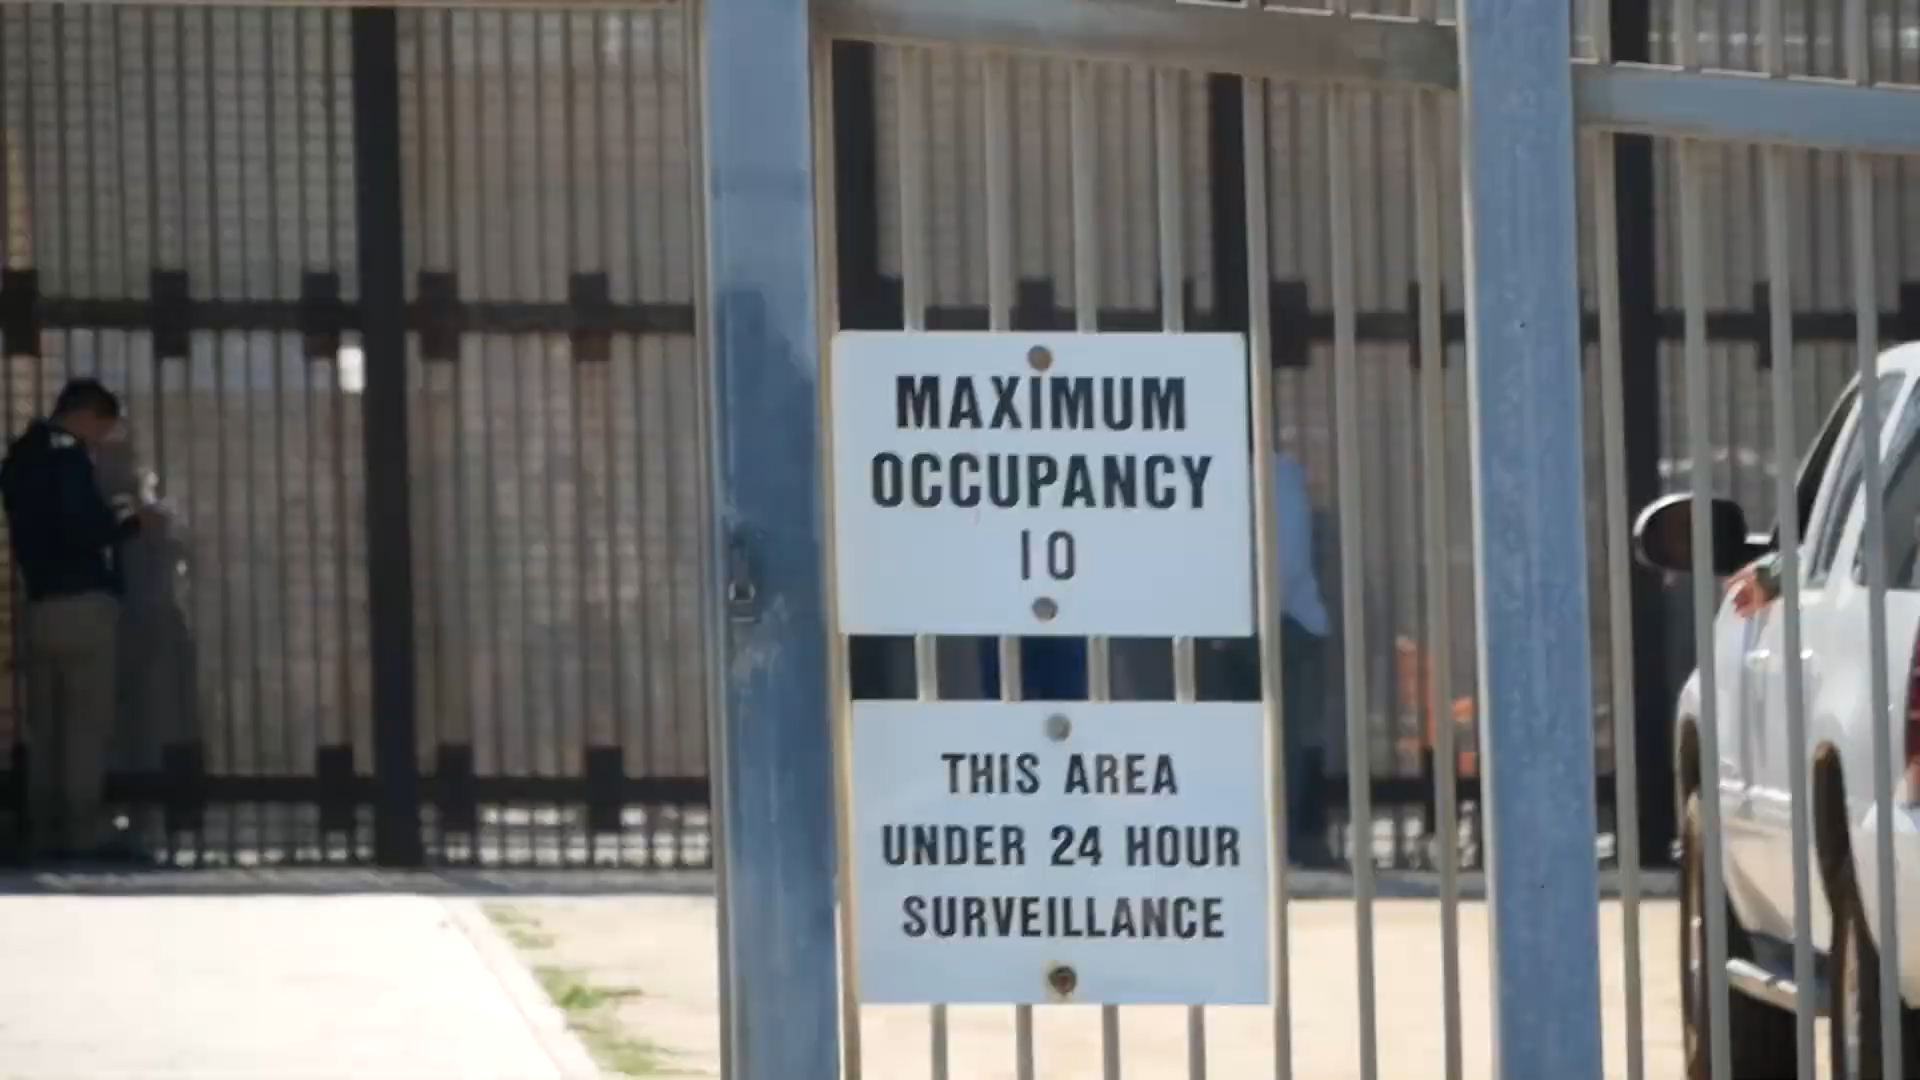 MAXIMUM
OCCUPANCY
10
THIS AREA
UNDER 24 HOUR
SURVEILLANCE